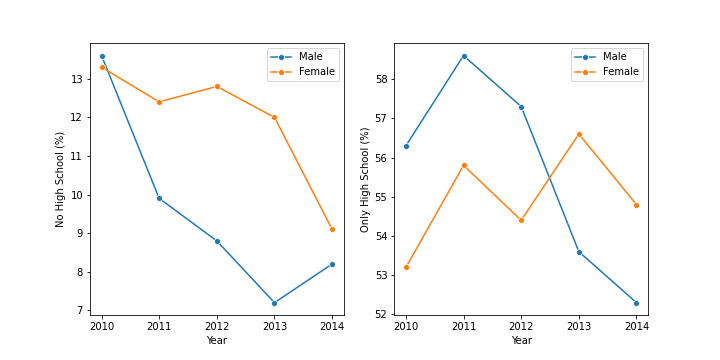 Male
Female
13
12
11
10
9
8
7
No High School (%)
2010 2011 2012 2013 2014
Year
Male
Female
58
57
56
55
54
53
52
Only High School (%)
2010 2011 2012 2013 2014
Year